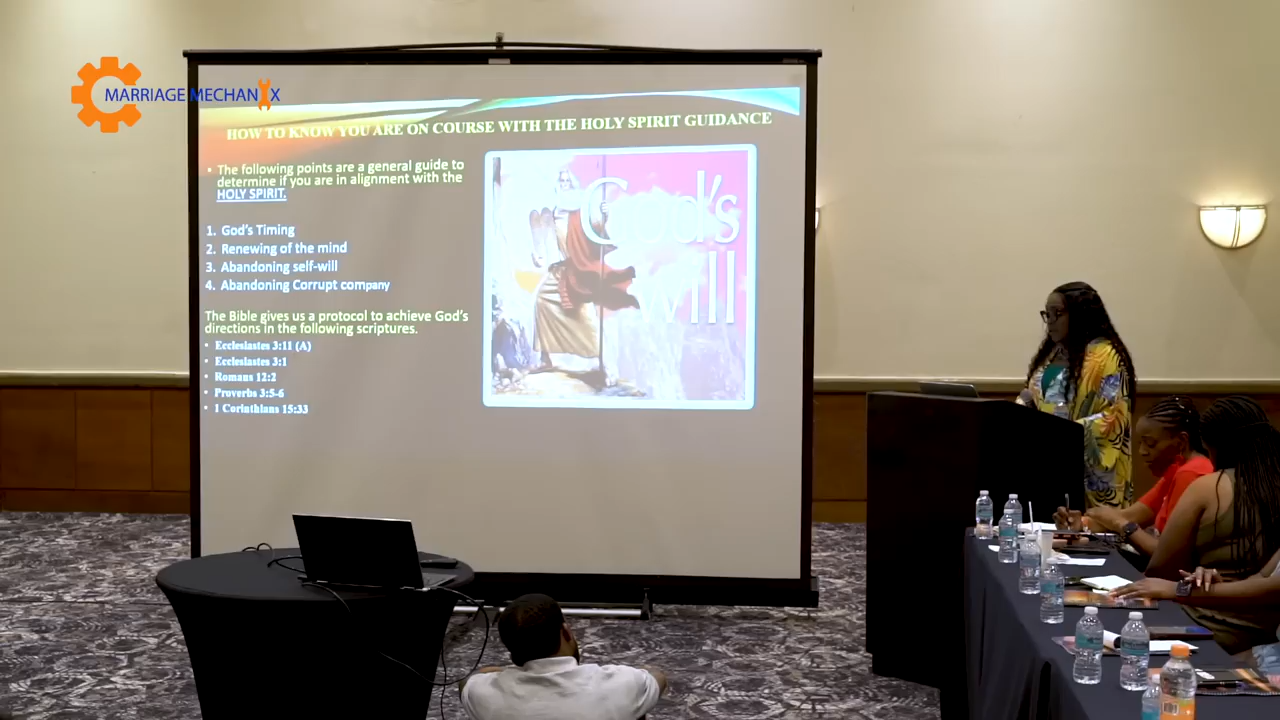 MARRIAGE MECHANIX
HOW TO KNOW YOU ARE ON COURSE WITH THE HOLY SPIRIT GUIDANCE
• The following points are a general guide to
determine if you are in alignment with the
HOLY SPIRIT.
1. God's Timing
2. Renewing of the mind
3. Abandoning self-will
4. Abandoning Corrupt company
The Bible gives us a protocol to achieve God's
directions in the following scriptures.
• Ecclesiastes 3:11 (A)
• Ecclesiastes 3:1
• Romans 12:2
• Proverbs 3:5-6
• 1 Corinthians 15:33
God's
will